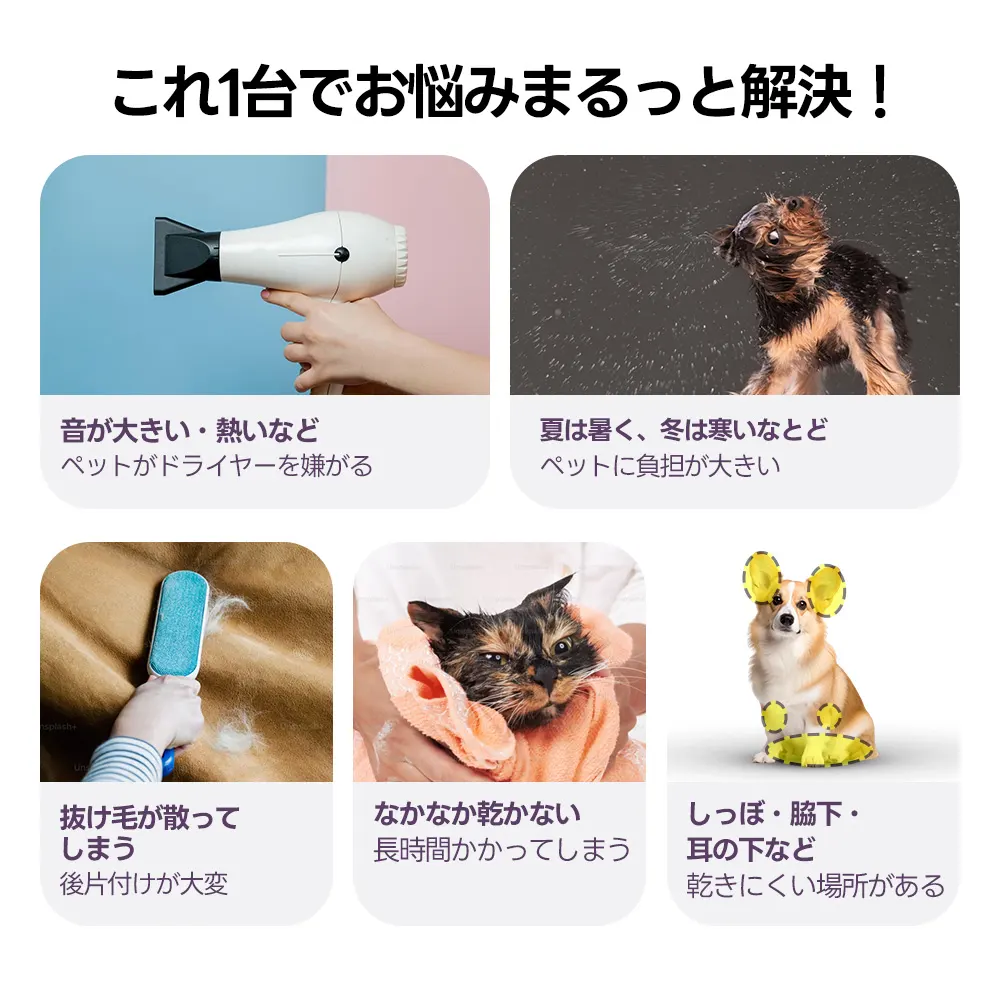 これ1台でお悩みまるっと解決！
音が大きい・熱いなど
ペットがドライヤーを嫌がる
夏は暑く、冬は寒いなとど
ペットに負担が大きい
抜け毛が散って
しまう
後片付けが大変
なかなか乾かない
長時間かかってしまう
しっぽ・脇下・
耳の下など
乾きにくい場所がある